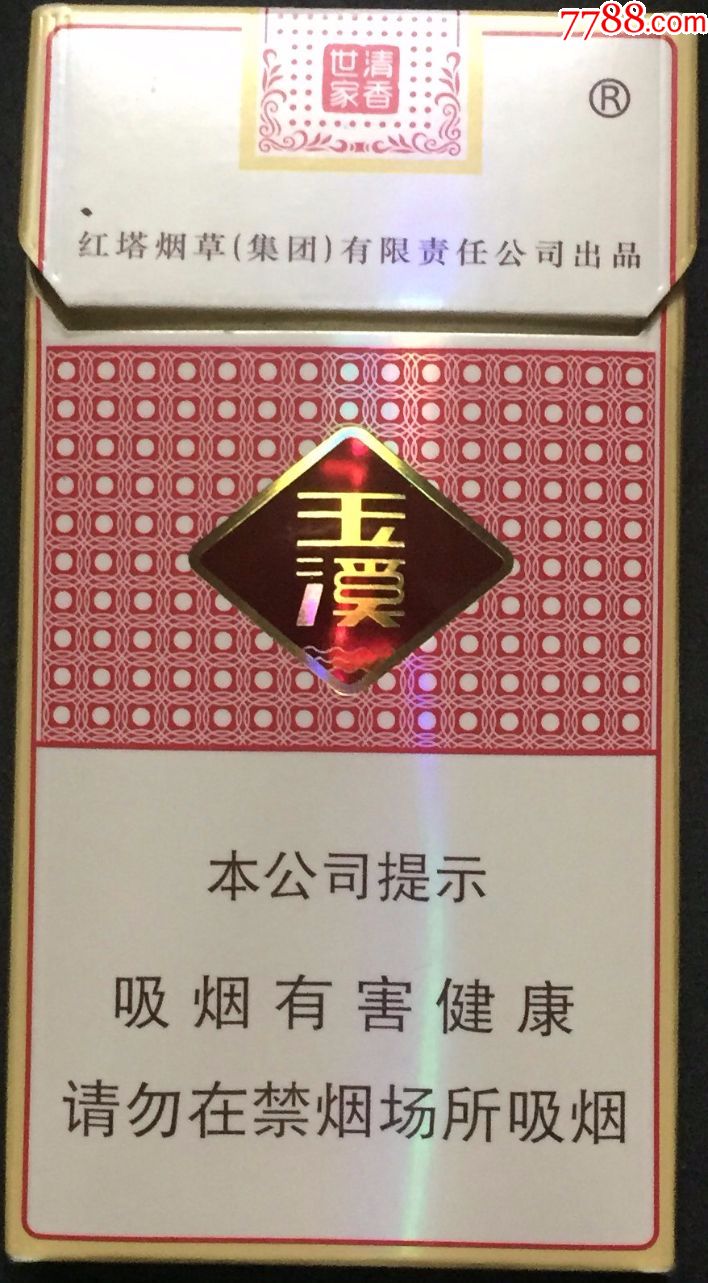 7788.com
清香
世家
®
红塔烟草(集团)有限责任公司出品
玉
溪
本公司提示
吸烟有害健康
请勿在禁烟场所吸烟